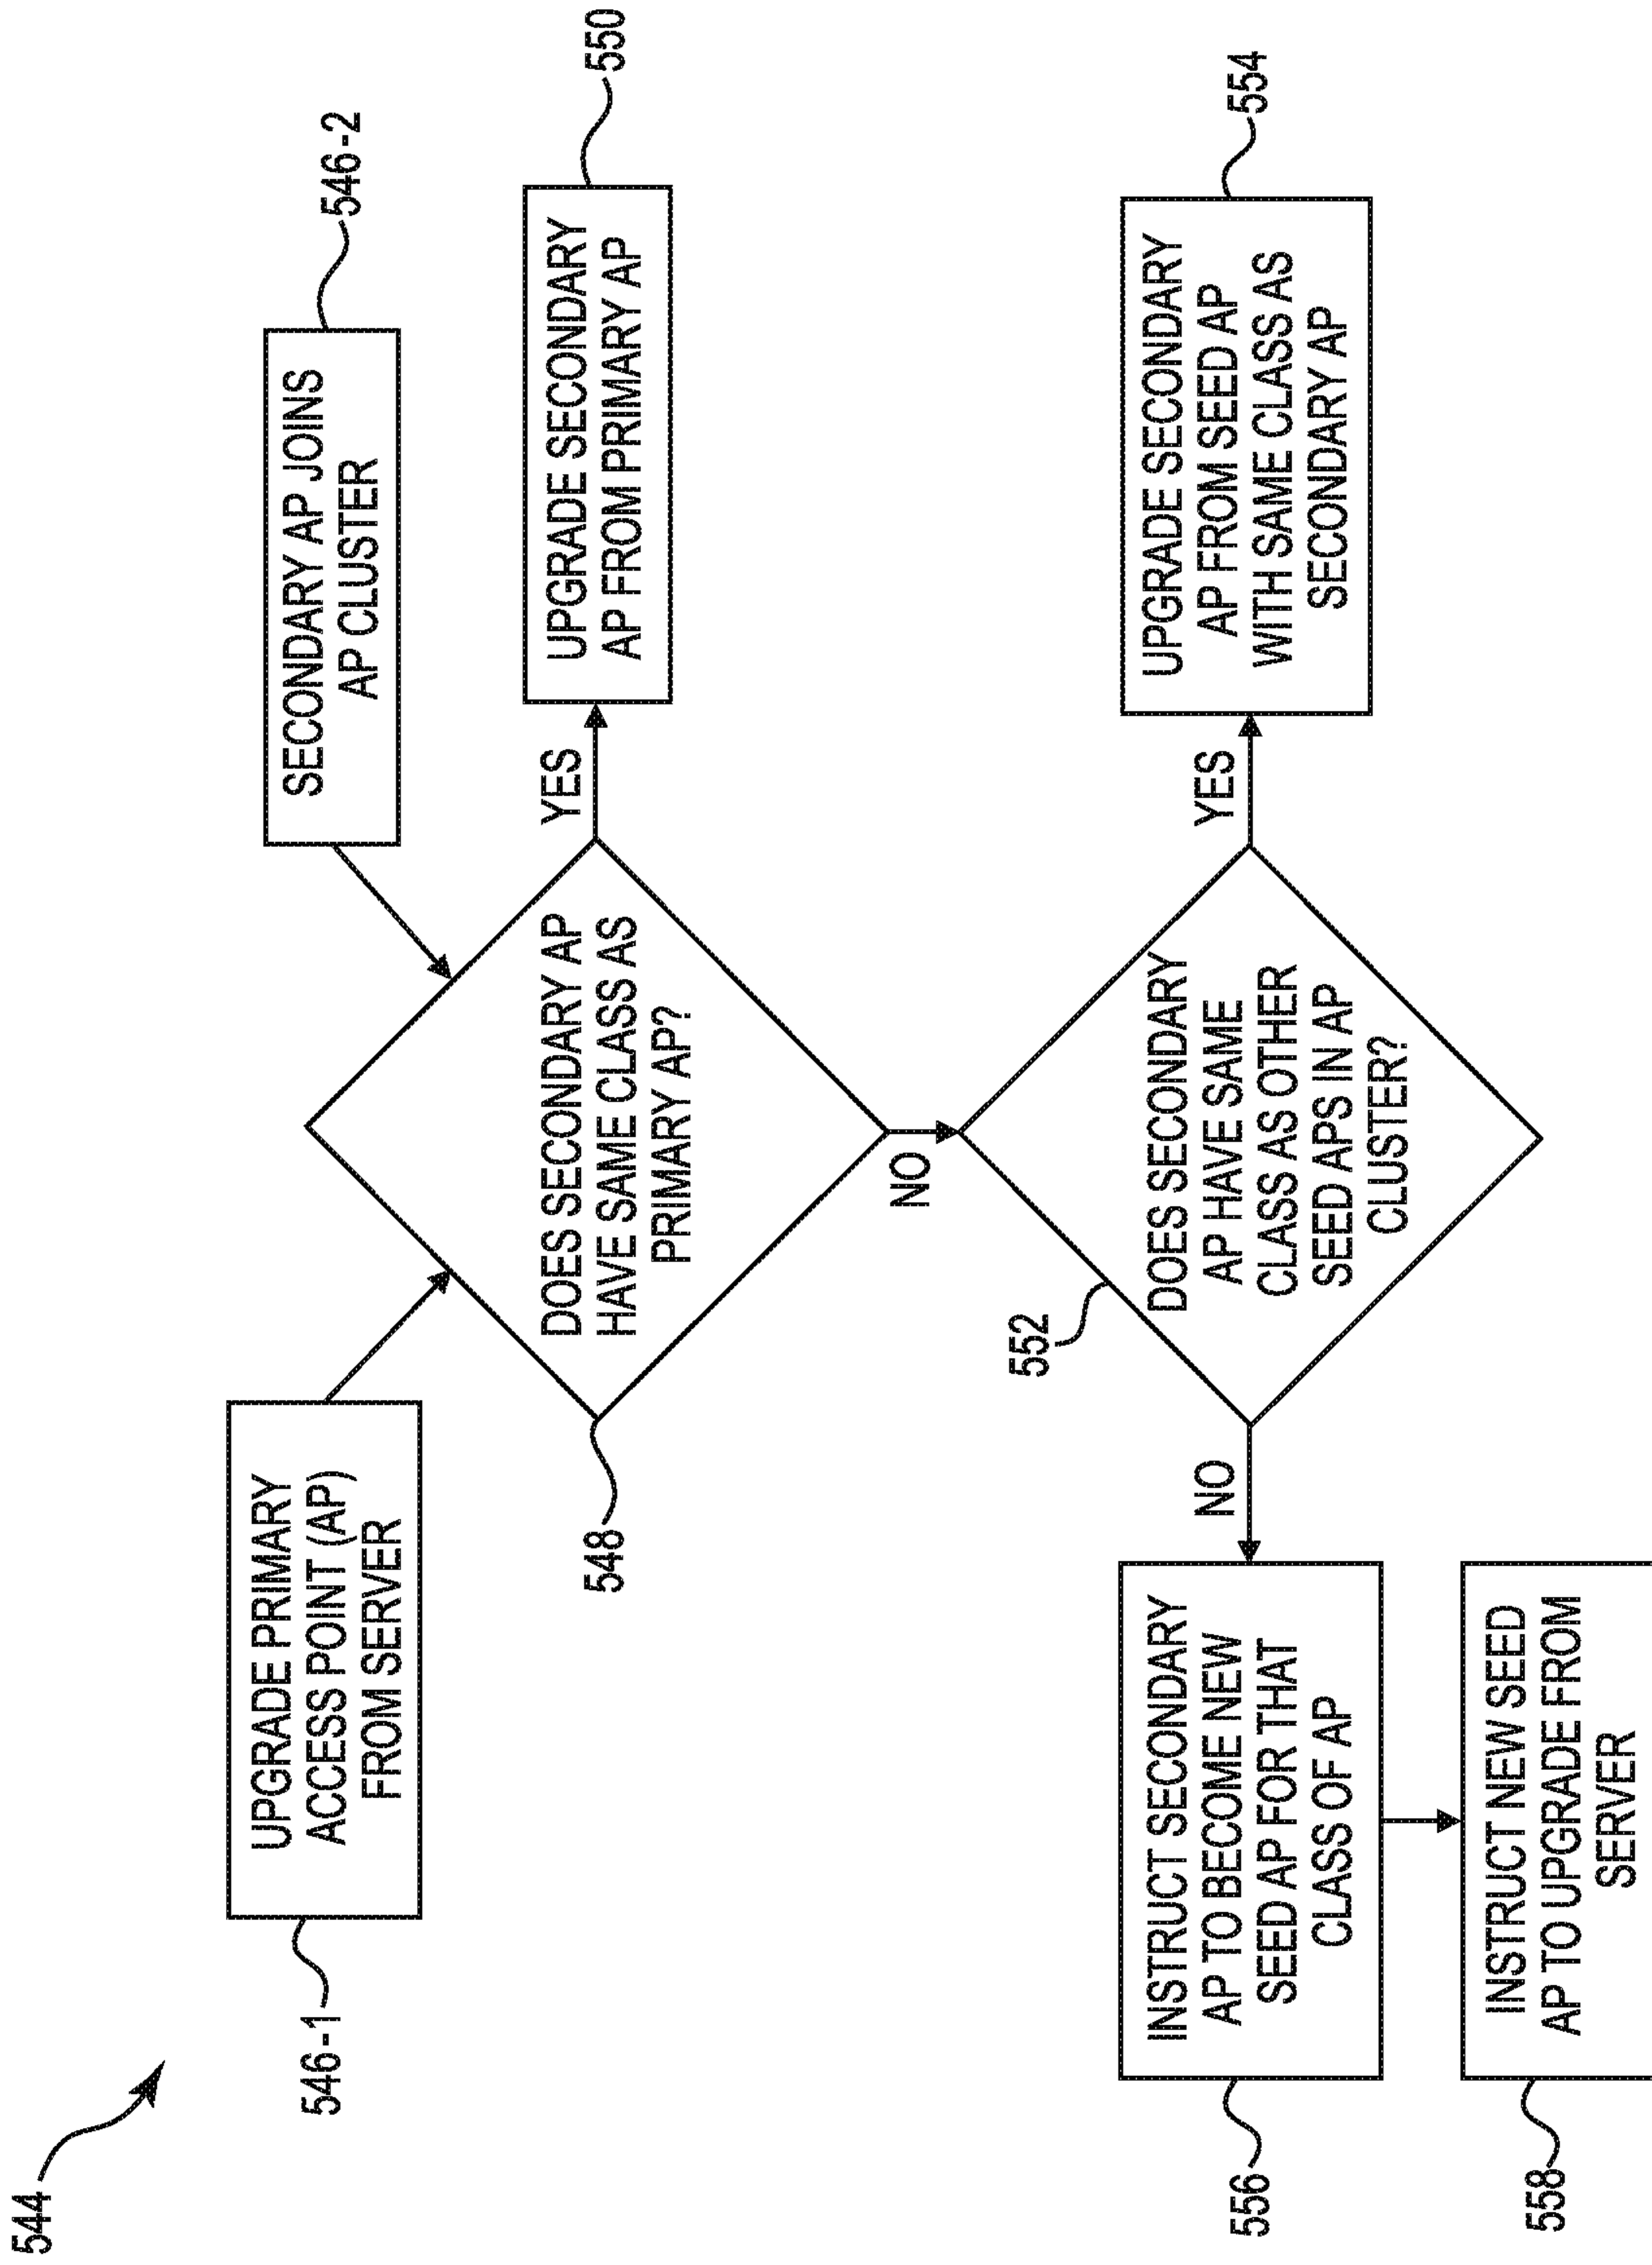 544
UPGRADE PRIMARY
ACCESS POINT (AP)
FROM SERVER
546-1
SECONDARY AP JOINS
AP CLUSTER
546-2
DOES SECONDARY AP
HAVE SAME CLASS AS
PRIMARY AP?
548
YES
UPGRADE SECONDARY
AP FROM PRIMARY AP
550
NO
DOES SECONDARY
AP HAVE SAME
CLASS AS OTHER
SEED APS IN AP
CLUSTER?
552
YES
UPGRADE SECONDARY
AP FROM SEED AP
WITH SAME CLASS AS
SECONDARY AP
554
NO
INSTRUCT SECONDARY
AP TO BECOME NEW
SEED AP FOR THAT
CLASS OF AP
556
INSTRUCT NEW SEED
AP TO UPGRADE FROM
SERVER
558